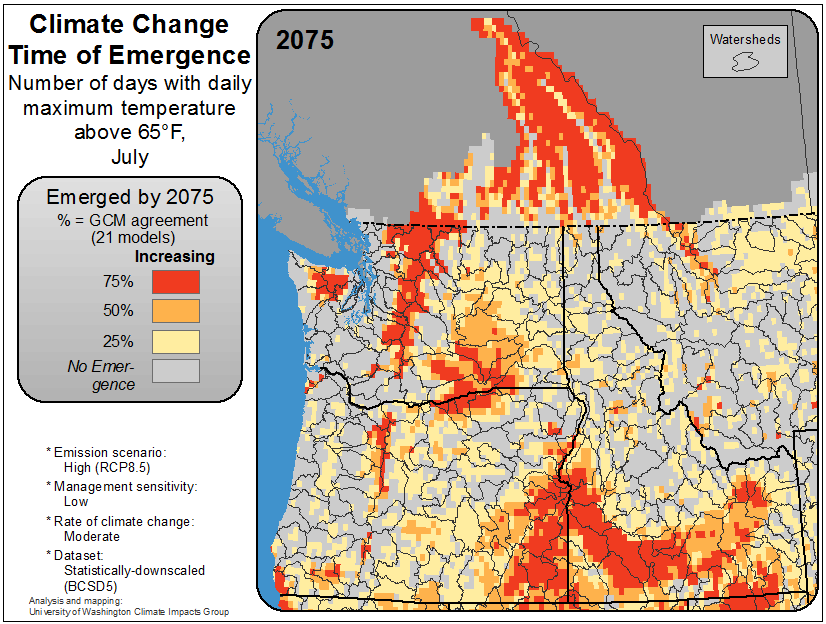 Climate Change
Time of Emergence
Number of days with daily
maximum temperature
above 65°F,
July
Emerged by 2075
% = GCM agreement
(21 models)
Increasing
75%
50%
25%
No Emer-
gence
* Emission scenario:
High (RCP8.5)
* Management sensitivity:
Low
* Rate of climate change:
Moderate
* Dataset:
Statistically-downscaled
(BCSD5)
Analysis and mapping:
University of Washington Climate Impacts Group
2075
Watersheds